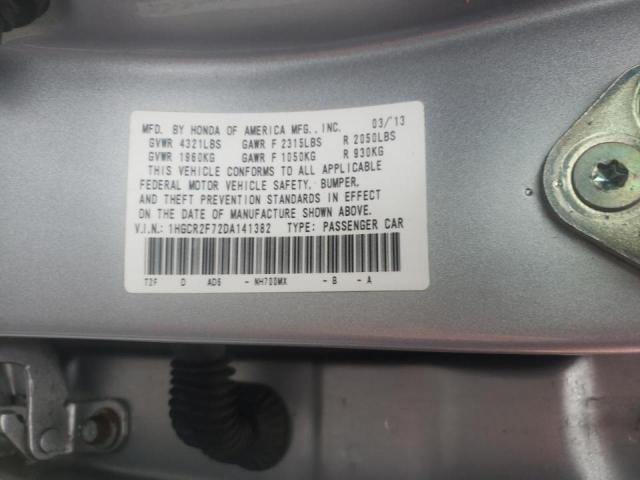 MFD. BY HONDA OF AMERICA MFG., INC. 03/13
GVWR 4321LBS GAWR F 2315LBS R 2050LBS
GVWR 1960KG GAWR F 1050KG R 930KG
THIS VEHICLE CONFORMS TO ALL APPLICABLE
FEDERAL MOTOR VEHICLE SAFETY, BUMPER,
AND THEFT PREVENTION STANDARDS IN EFFECT
ON THE DATE OF MANUFACTURE SHOWN ABOVE.
V.I.N.: 1HGCR2F72DA141382 TYPE: PASSENGER CAR
T2F D AD6 - NH700MX - B - A